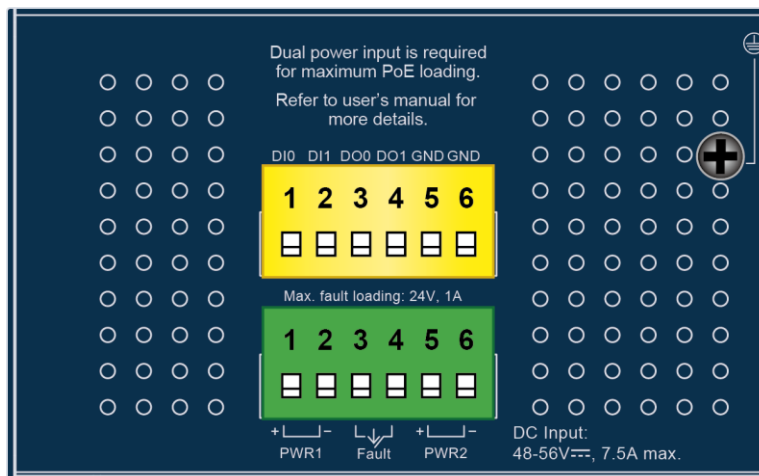 Dual power input is required
for maximum PoE loading.
Refer to user's manual for
more details.
DI0 DI1 DO0 DO1 GND GND
1 2 3 4 5 6
Max. fault loading: 24V, 1A
1 2 3 4 5 6
+ − + −
PWR1 Fault PWR2
DC Input:
48-56V⎓, 7.5A max.